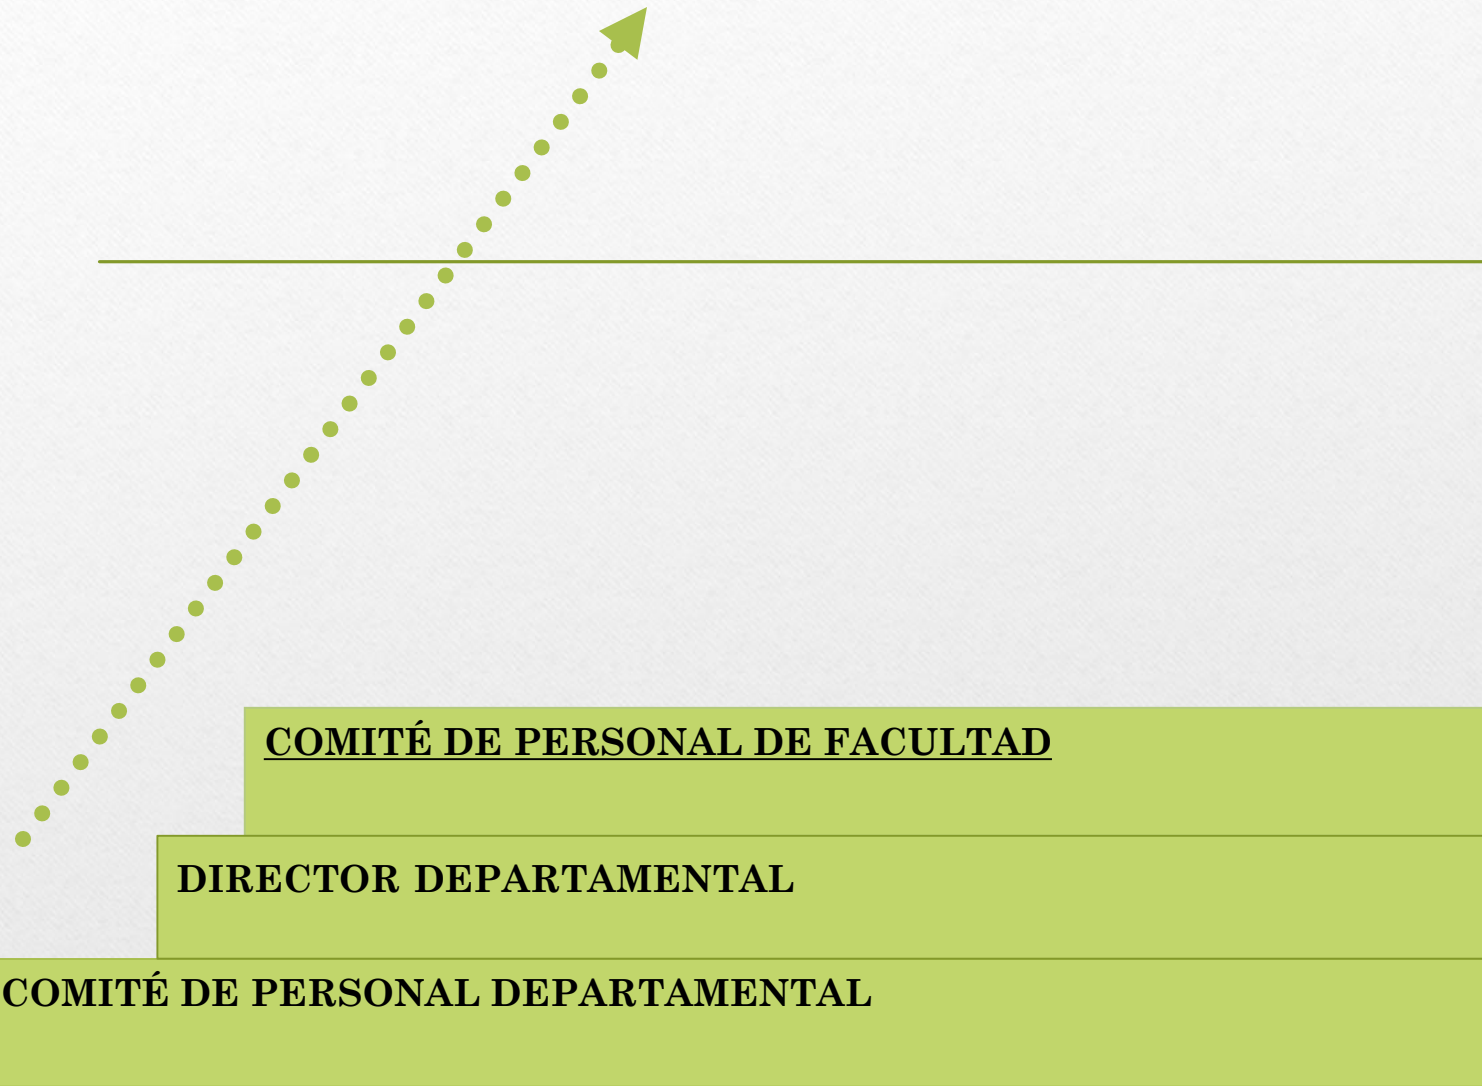 COMITÉ DE PERSONAL DE FACULTAD
DIRECTOR DEPARTAMENTAL
COMITÉ DE PERSONAL DEPARTAMENTAL